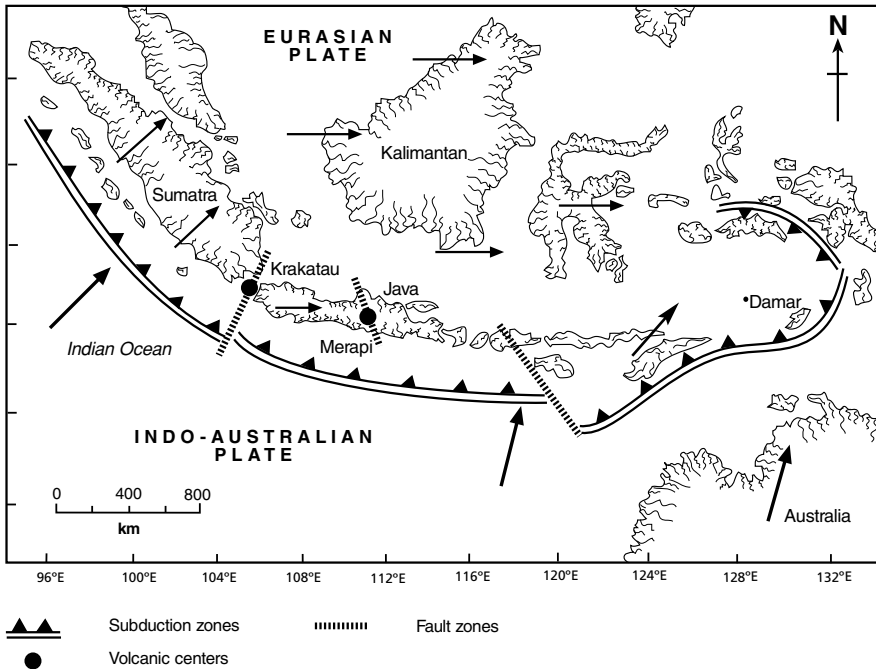 EURASIAN
PLATE
N
Kalimantan
Sumatra
Krakatau
Java
Damar
Merapi
Indian Ocean
INDO-AUSTRALIAN
PLATE
0 400 800
km
Australia
96°E 100°E 104°E 108°E 112°E 116°E 120°E 124°E 128°E 132°E
Subduction zones Fault zones
Volcanic centers